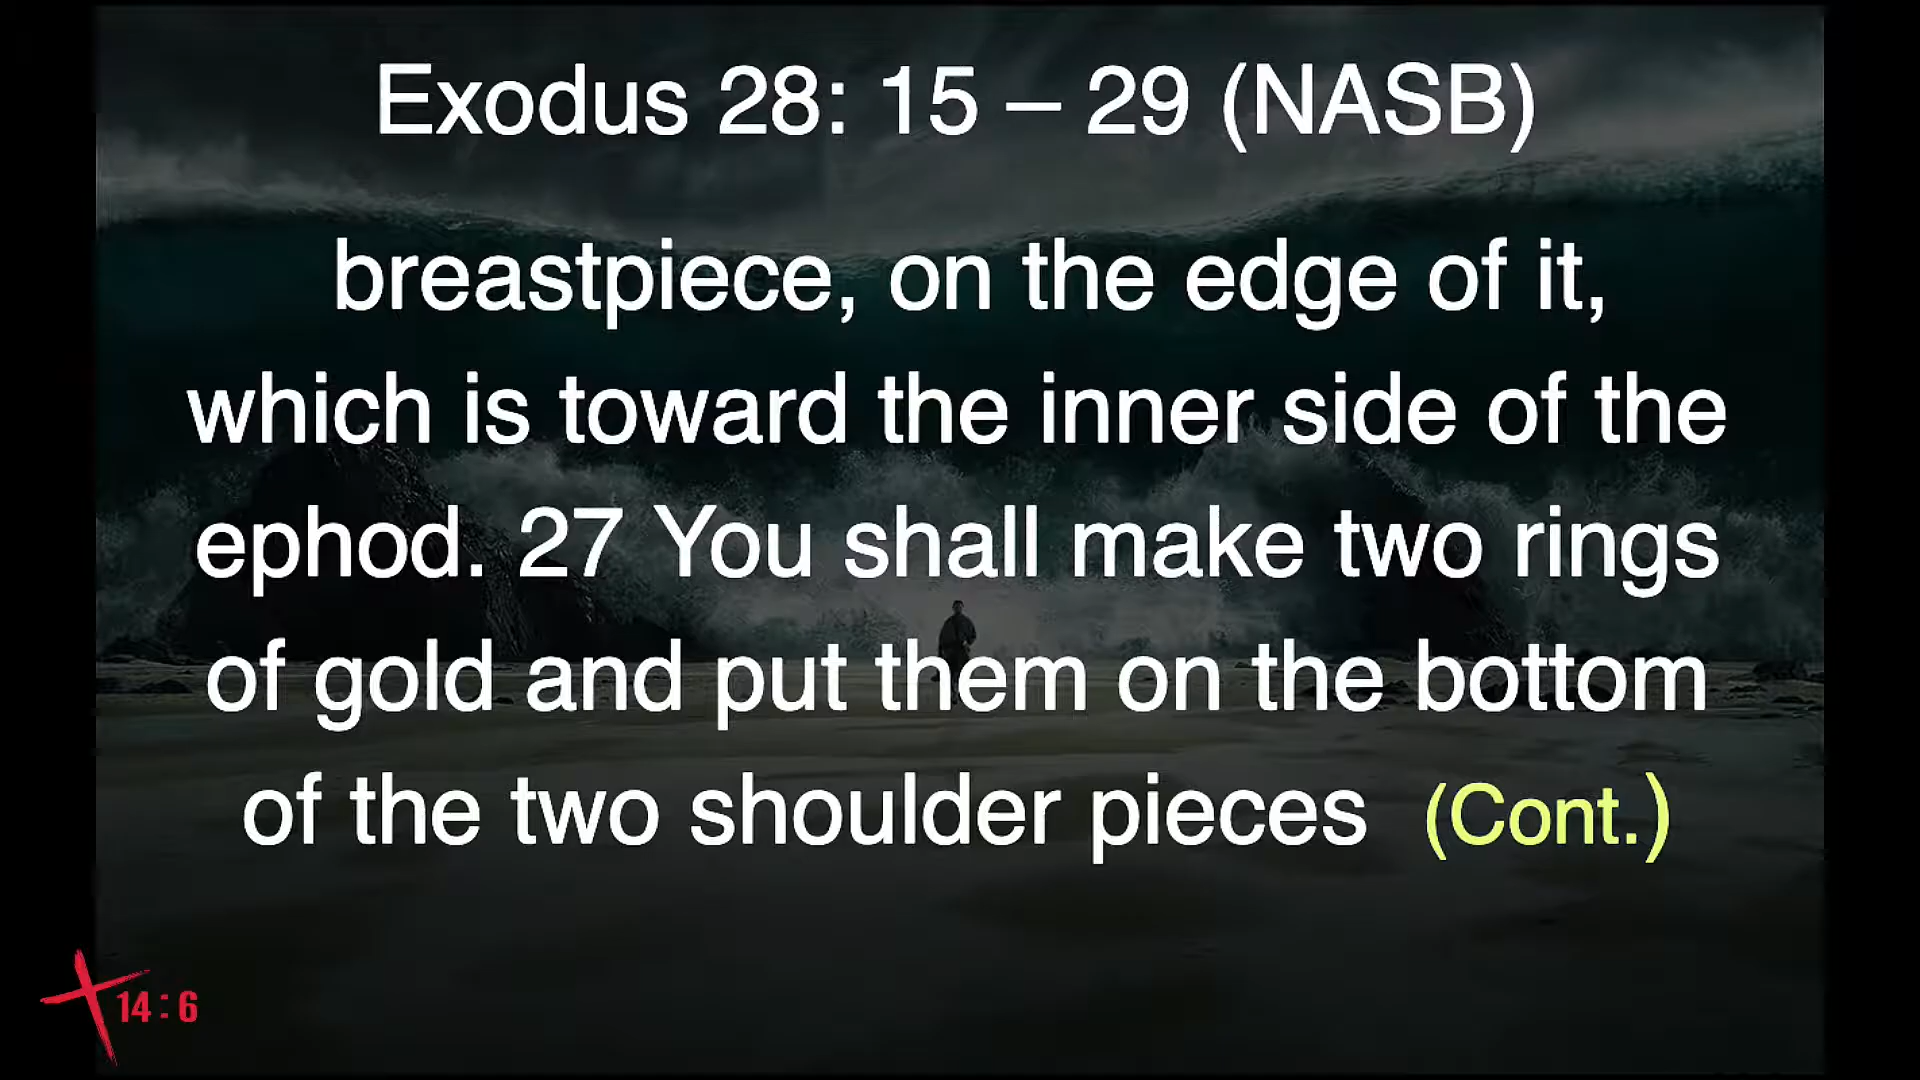 Exodus 28: 15 – 29 (NASB)
breastpiece, on the edge of it,
which is toward the inner side of the
ephod. 27 You shall make two rings
of gold and put them on the bottom
of the two shoulder pieces (Cont.)
14:6